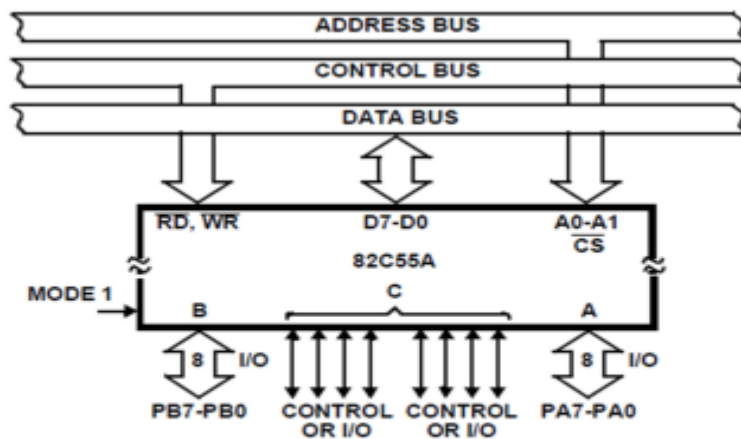 ADDRESS BUS
CONTROL BUS
DATA BUS
RD, WR
D7-D0
A0-A1
CS
82C55A
MODE 1
C
B
A
8 I/O
8 I/O
PB7-PB0
CONTROL
OR I/O
CONTROL
OR I/O
PA7-PA0